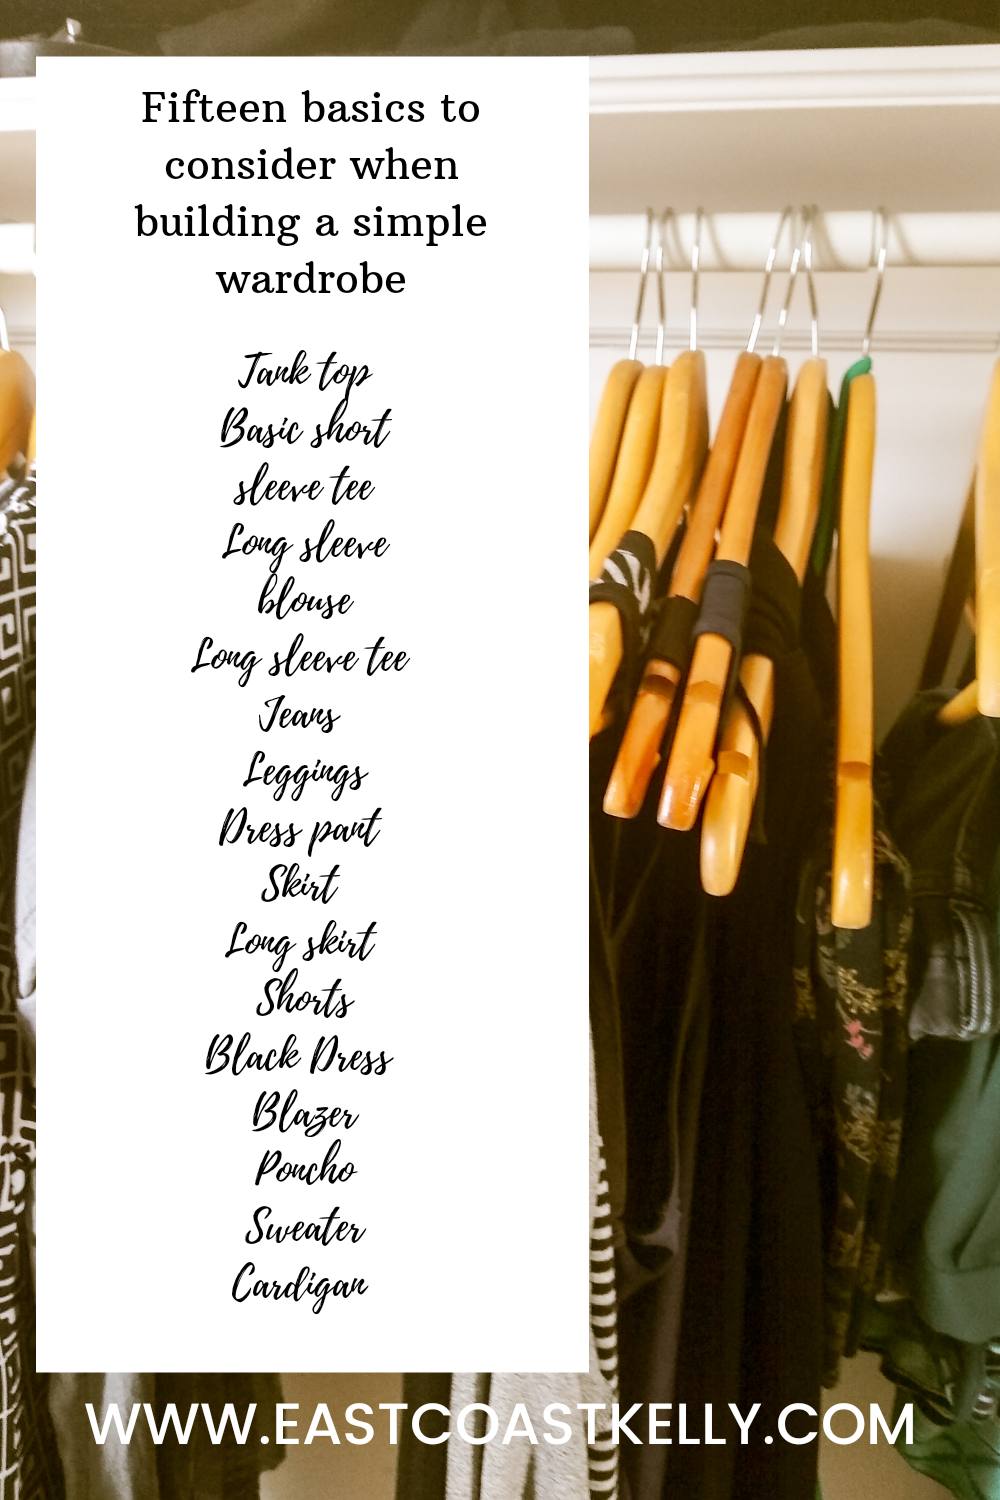 Fifteen basics to
consider when
building a simple
wardrobe
Tank top
Basic short
sleeve tee
Long sleeve
blouse
Long sleeve tee
Jeans
Leggings
Dress pant
Skirt
Long skirt
Shorts
Black Dress
Blazer
Poncho
Sweater
Cardigan
WWW.EASTCOASTKELLY.COM